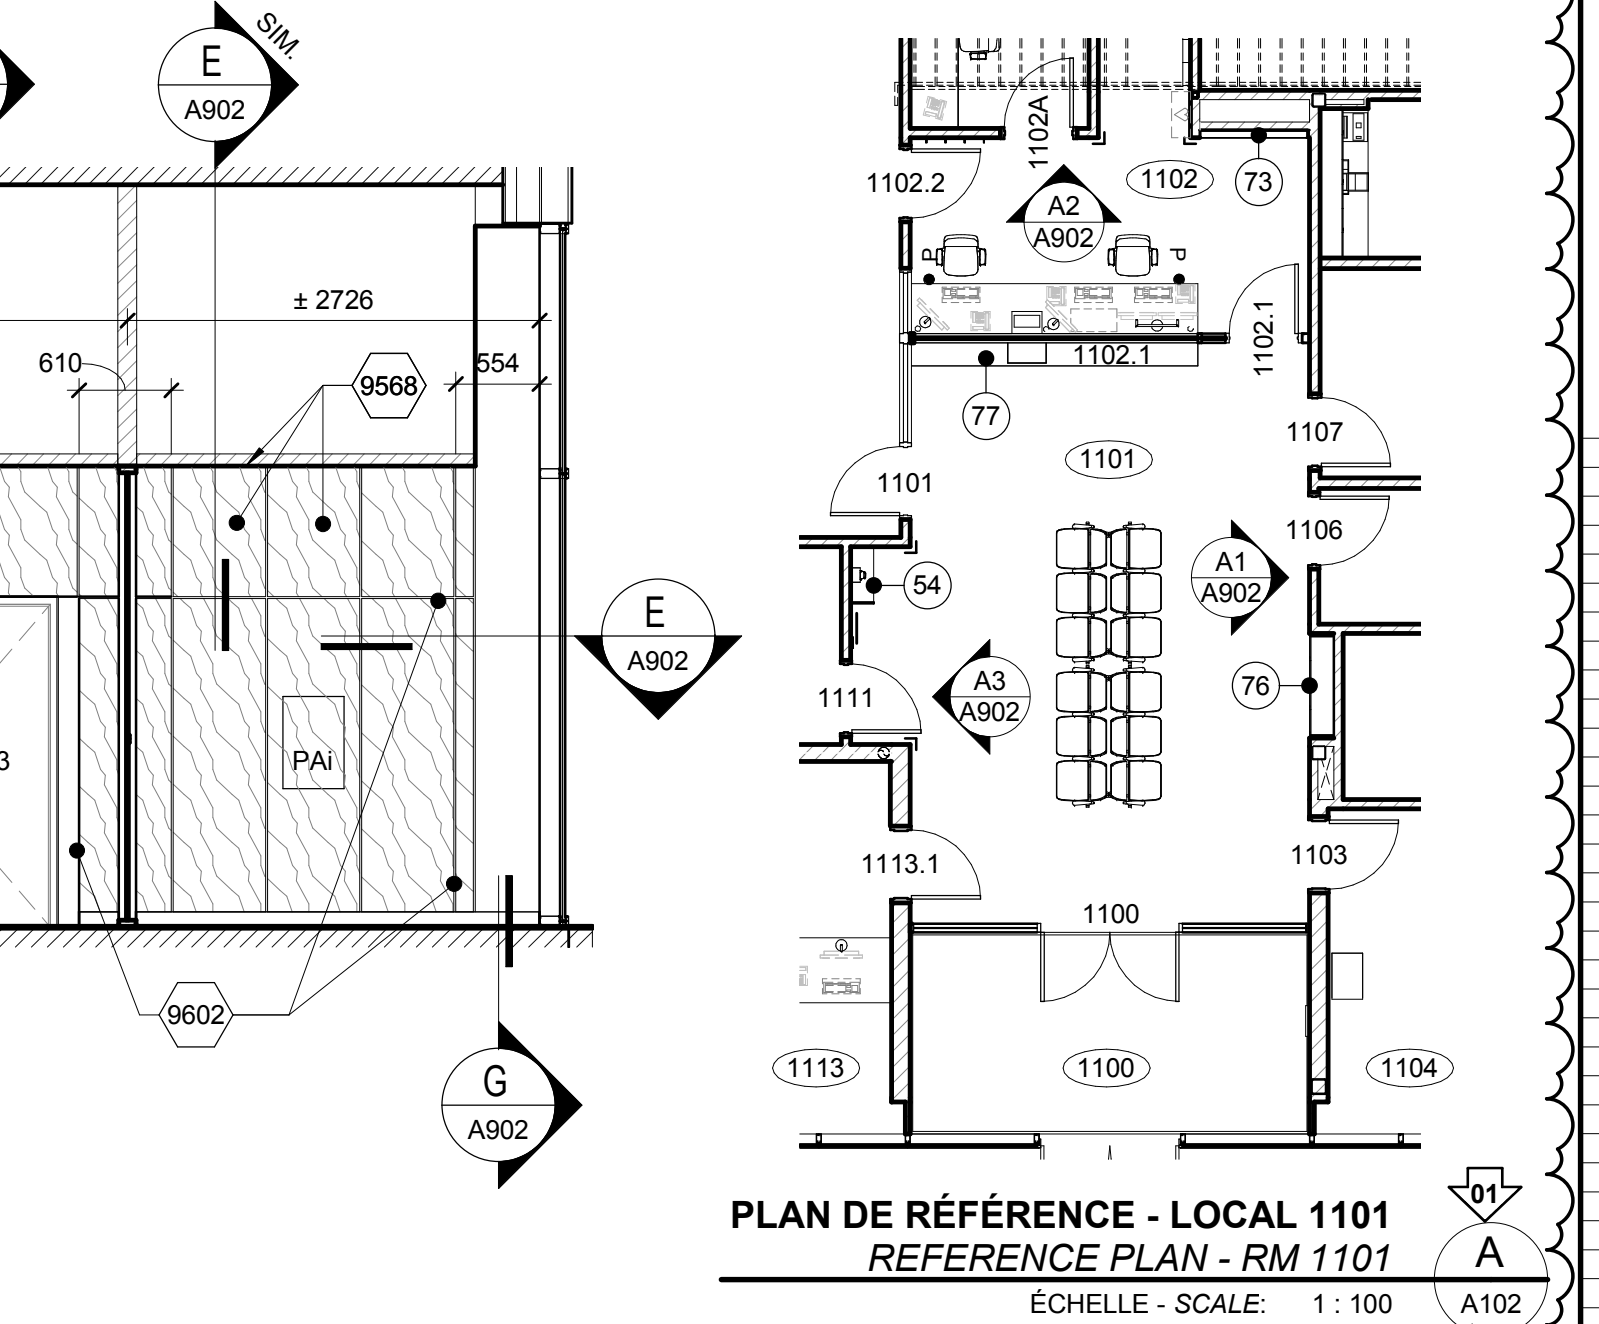 E
A902
SIM.
± 2726
610
554
9568
E
A902
3
PAi
9602
G
A902
1102A
1102.2
1102
73
A2
A902
P
P
1102.1
1102.1
77
1107
1101
1101
1106
A1
A902
54
76
1111
A3
A902
1103
1113.1
1100
1113
1100
1104
PLAN DE RÉFÉRENCE - LOCAL 1101
REFERENCE PLAN - RM 1101
ÉCHELLE - SCALE: 1 : 100
01
A
A102